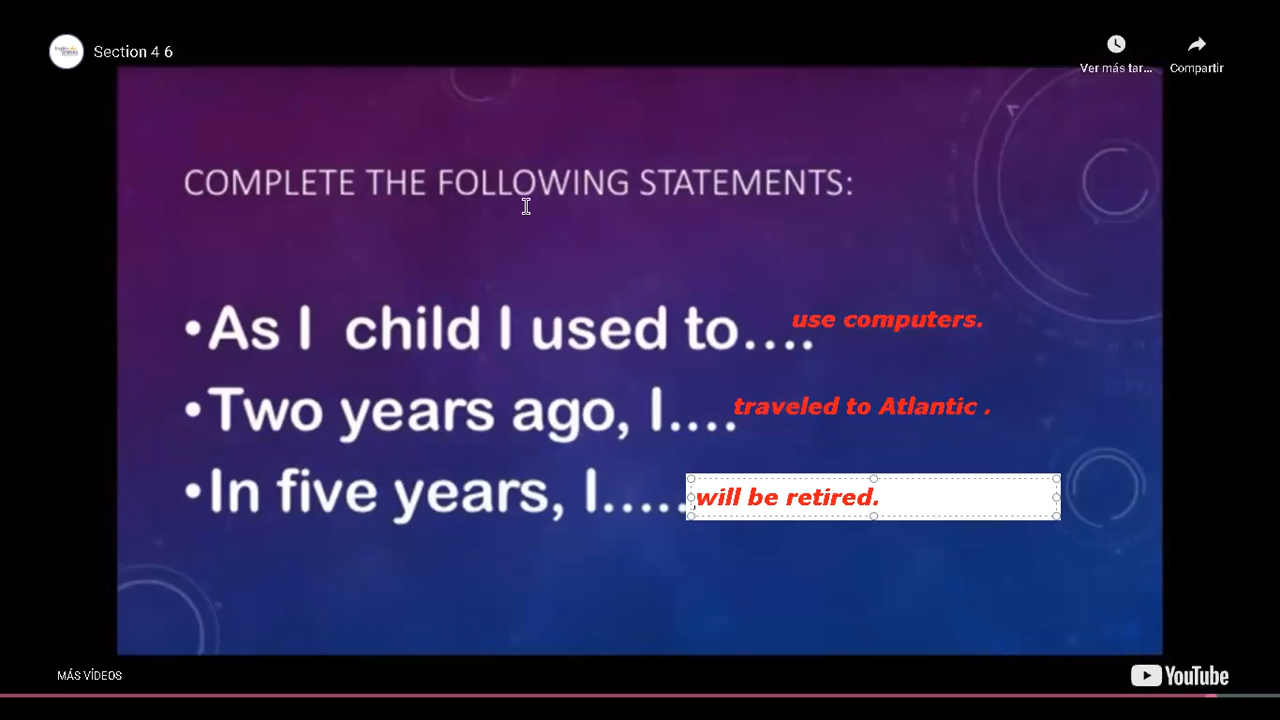 Section 4 6
Ver más tar...
Compartir
COMPLETE THE FOLLOWING STATEMENTS:
•As I child I used to.... use computers.
•Two years ago, I.... traveled to Atlantic .
•In five years, I..... will be retired.
MÁS VÍDEOS
YouTube